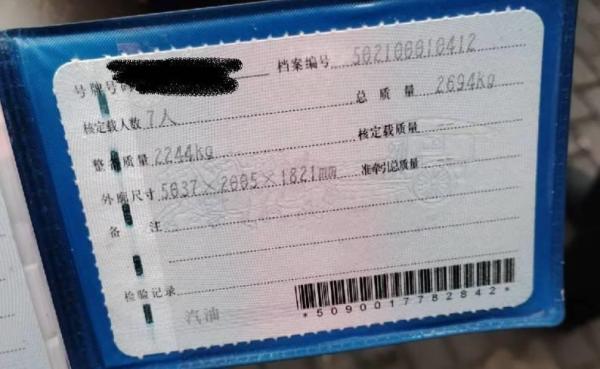 号牌号码 档案编号 502100010412
核定载人数 7人 总质量 2694kg
整备质量 2244kg 核定载质量
外廓尺寸 5037×2005×1821mm 准牵引总质量
备注
检验记录
汽油
*5090017782842*